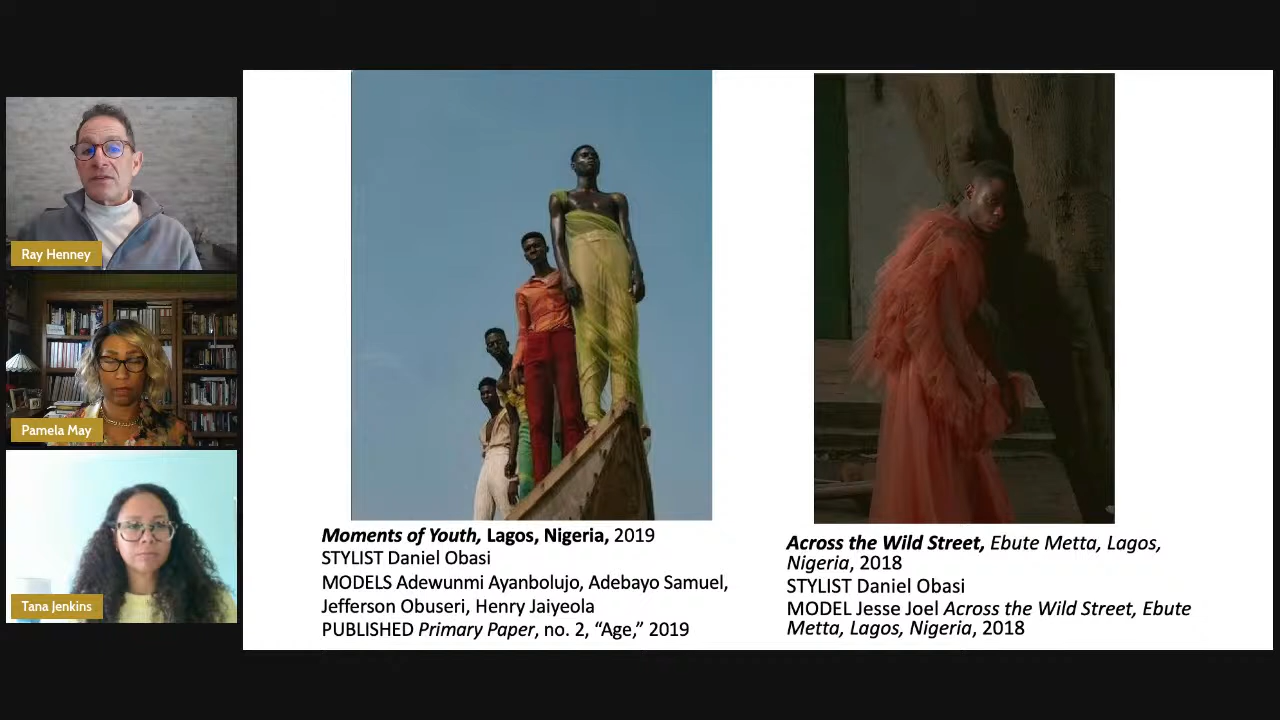 Ray Henney
Pamela May
Tana Jenkins
Moments of Youth, Lagos, Nigeria, 2019
STYLIST Daniel Obasi
MODELS Adewunmi Ayanbolujo, Adebayo Samuel,
Jefferson Obuseri, Henry Jaiyeola
PUBLISHED Primary Paper, no. 2, “Age,” 2019
Across the Wild Street, Ebute Metta, Lagos,
Nigeria, 2018
STYLIST Daniel Obasi
MODEL Jesse Joel Across the Wild Street, Ebute
Metta, Lagos, Nigeria, 2018